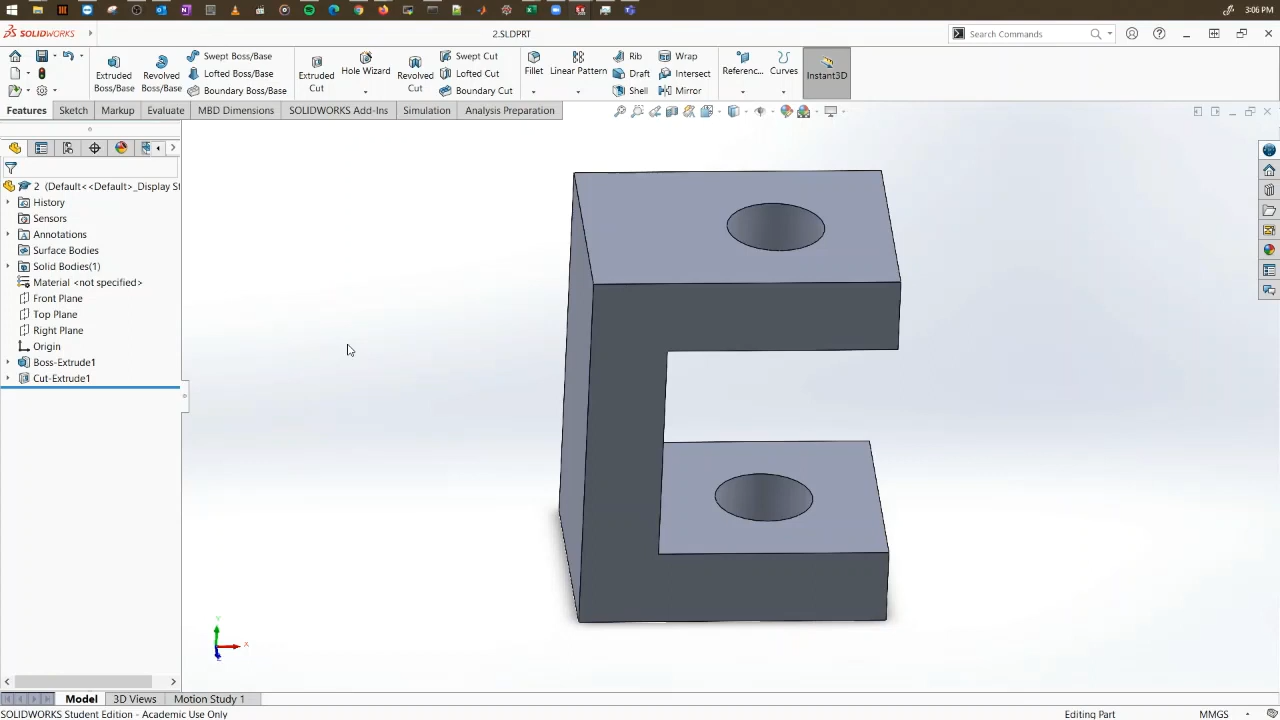 3:06 PM
SOLIDWORKS 2.SLDPRT Search Commands
Extruded Boss/Base Revolved Boss/Base Swept Boss/Base Lofted Boss/Base Boundary Boss/Base Extruded Cut Hole Wizard Revolved Cut Swept Cut Lofted Cut Boundary Cut Fillet Linear Pattern Rib Draft Shell Wrap Intersect Mirror Referenc... Curves Instant3D
Features Sketch Markup Evaluate MBD Dimensions SOLIDWORKS Add-Ins Simulation Analysis Preparation
2 (Default<<Default>_Display St
History
Sensors
Annotations
Surface Bodies
Solid Bodies(1)
Material <not specified>
Front Plane
Top Plane
Right Plane
Origin
Boss-Extrude1
Cut-Extrude1
Y
X
Z
Model 3D Views Motion Study 1
SOLIDWORKS Student Edition - Academic Use Only Editing Part MMGS